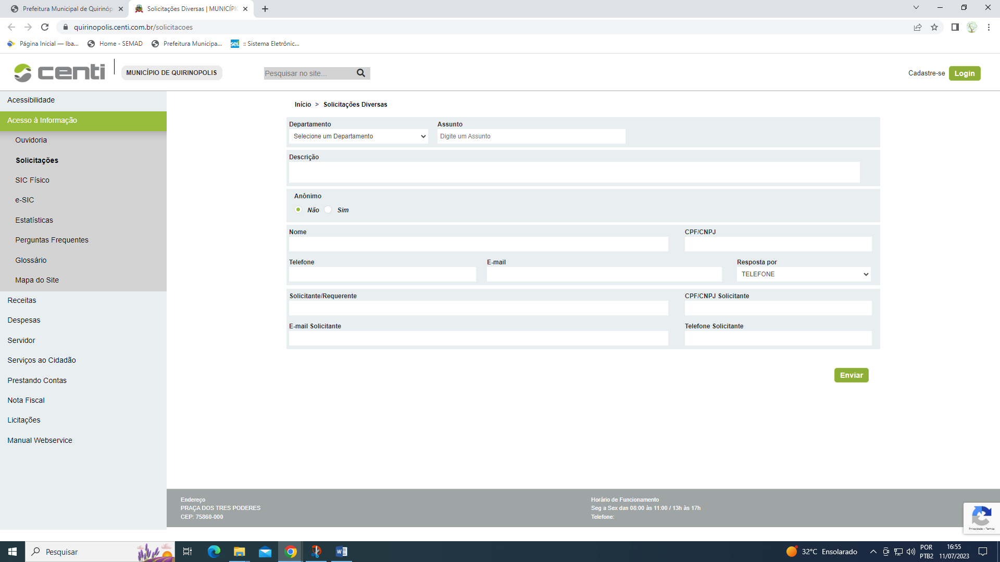 Prefeitura Municipal de Quirinóp
Solicitações Diversas | MUNICÍPIO
quirinopolis.centi.com.br/solicitacoes
Página Inicial — Iba...
Home - SEMAD
Prefeitura Municipa...
sei.
:: Sistema Eletrônic...
centi
MUNICÍPIO DE QUIRINOPOLIS
Pesquisar no site...
Cadastre-se
Login
Acessibilidade
Acesso à Informação
Ouvidoria
Solicitações
SIC Físico
e-SIC
Estatísticas
Perguntas Frequentes
Glossário
Mapa do Site
Receitas
Despesas
Servidor
Serviços ao Cidadão
Prestando Contas
Nota Fiscal
Licitações
Manual Webservice
Início > Solicitações Diversas
Departamento
Assunto
Selecione um Departamento
Digite um Assunto
Descrição
Anônimo
Não
Sim
Nome
CPF/CNPJ
Telefone
E-mail
Resposta por
TELEFONE
Solicitante/Requerente
CPF/CNPJ Solicitante
E-mail Solicitante
Telefone Solicitante
Enviar
Endereço
PRAÇA DOS TRES PODERES
CEP: 75860-000
Horário de Funcionamento
Seg a Sex das 08:00 às 11:00 / 13h às 17h
Telefone:
Privacidade - Termos
Pesquisar
32°C Ensolarado
POR
PTB2
16:55
11/07/2023